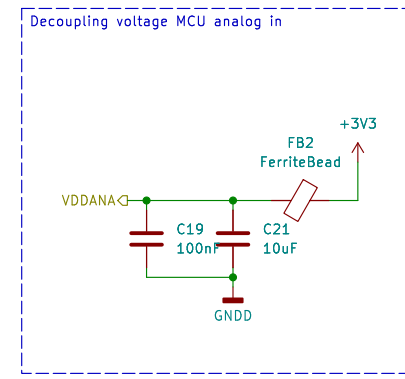 Decoupling voltage MCU analog in
+3V3
FB2
FerriteBead
VDDANA
C19
100nF
C21
10uF
GNDD